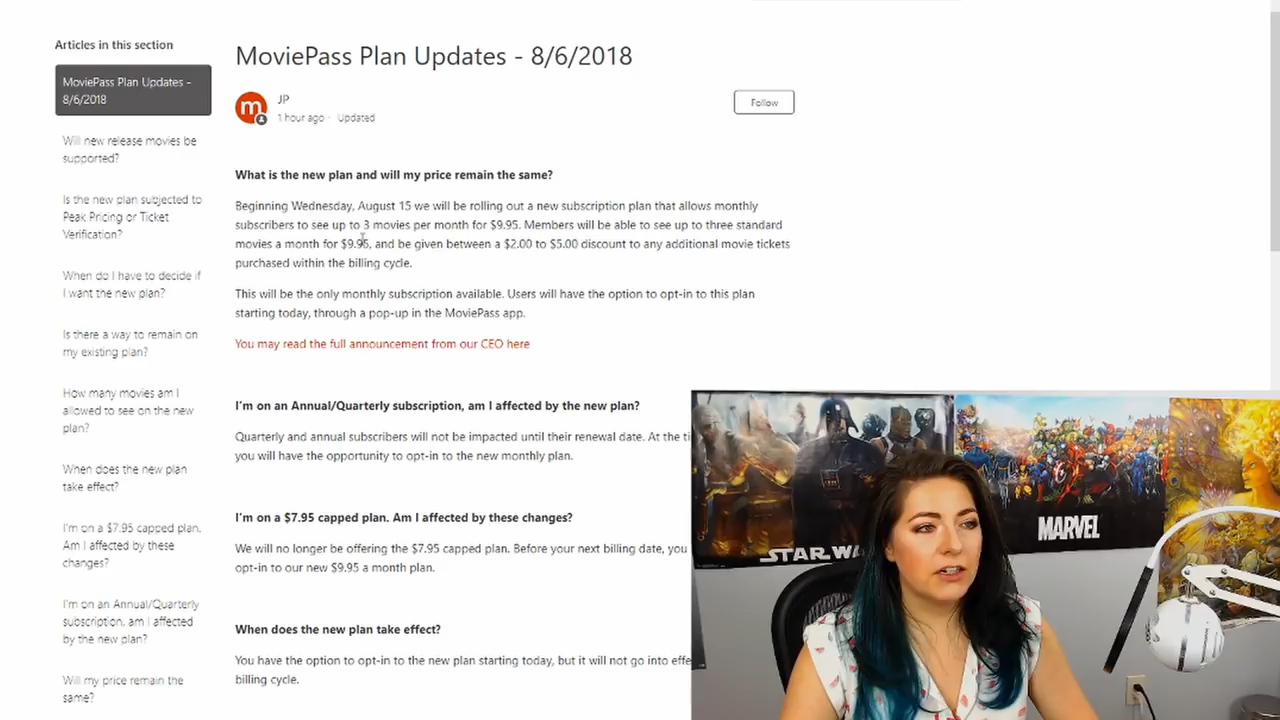 Articles in this section
MoviePass Plan Updates -
8/6/2018
Will new release movies be
supported?
Is the new plan subjected to
Peak Pricing or Ticket
Verification?
When do I have to decide if
I want the new plan?
Is there a way to remain on
my existing plan?
How many movies am I
allowed to see on the new
plan?
When does the new plan
take effect?
I'm on a $7.95 capped plan.
Am I affected by these
changes?
I'm on an Annual/Quarterly
subscription, am I affected
by the new plan?
Will my price remain the
same?
MoviePass Plan Updates - 8/6/2018
m
JP
1 hour ago · Updated
Follow
What is the new plan and will my price remain the same?
Beginning Wednesday, August 15 we will be rolling out a new subscription plan that allows monthly
subscribers to see up to 3 movies per month for $9.95. Members will be able to see up to three standard
movies a month for $9.95, and be given between a $2.00 to $5.00 discount to any additional movie tickets
purchased within the billing cycle.
This will be the only monthly subscription available. Users will have the option to opt-in to this plan
starting today, through a pop-up in the MoviePass app.
You may read the full announcement from our CEO here
I'm on an Annual/Quarterly subscription, am I affected by the new plan?
Quarterly and annual subscribers will not be impacted until their renewal date. At the ti
you will have the opportunity to opt-in to the new monthly plan.
I'm on a $7.95 capped plan. Am I affected by these changes?
We will no longer be offering the $7.95 capped plan. Before your next billing date, you
opt-in to our new $9.95 a month plan.
When does the new plan take effect?
You have the option to opt-in to the new plan starting today, but it will not go into effe
billing cycle.
STAR WA
MARVEL